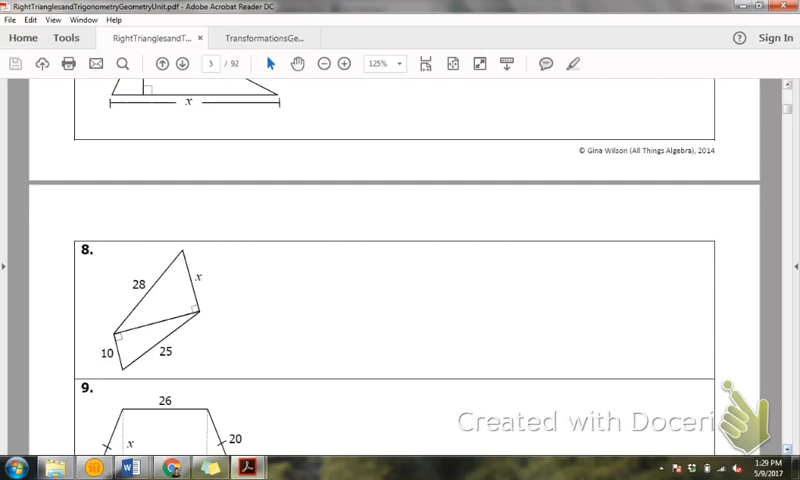 RightTrianglesandTrigonometryGeometryUnit.pdf - Adobe Acrobat Reader DC
File Edit View Window Help
Home Tools RightTrianglesandT... × TransformationsGe... Sign In
5 / 92 125%
x
© Gina Wilson (All Things Algebra), 2014
8.
28
x
10
25
9.
26
x
20
Created with Doceri
1:29 PM
5/9/2017